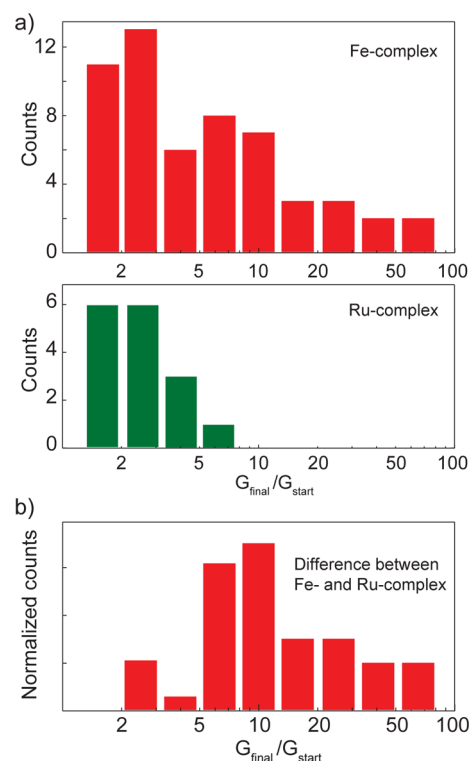 a)
Fe-complex
Counts
12
8
4
0
2 5 10 20 50 100
Ru-complex
Counts
6
4
2
0
2 5 10 20 50 100
G_final/G_start
b)
Difference between
Fe- and Ru-complex
Normalized counts
2 5 10 20 50 100
G_final/G_start